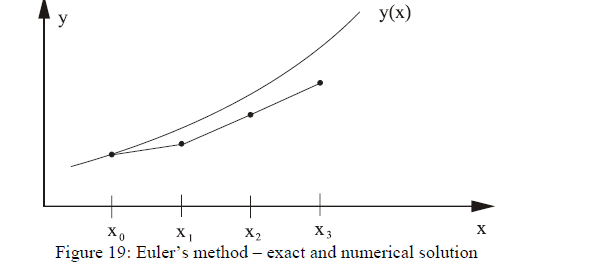 y
y(x)
x₀ x₁ x₂ x₃ x
Figure 19: Euler’s method – exact and numerical solution